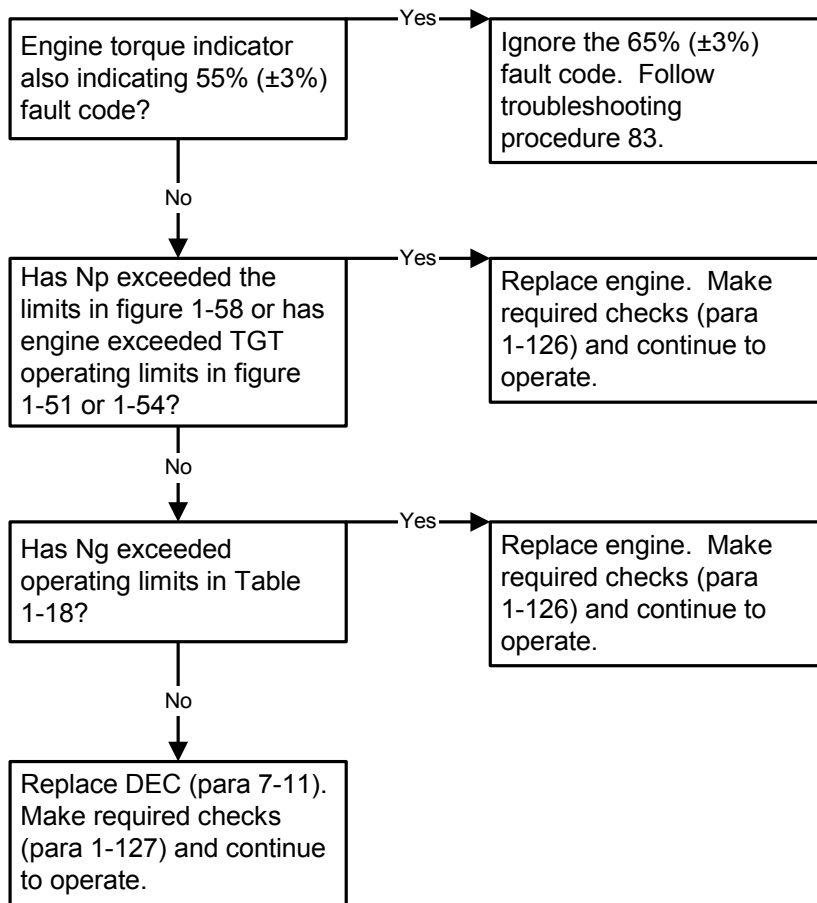 Engine torque indicator
also indicating 55% (±3%)
fault code?
Yes
Ignore the 65% (±3%)
fault code.  Follow
troubleshooting
procedure 83.
No
Has Np exceeded the
limits in figure 1-58 or has
engine exceeded TGT
operating limits in figure
1-51 or 1-54?
Yes
Replace engine.  Make
required checks (para
1-126) and continue to
operate.
No
Has Ng exceeded
operating limits in Table
1-18?
Yes
Replace engine.  Make
required checks (para
1-126) and continue to
operate.
No
Replace DEC (para 7-11).
Make required checks
(para 1-127) and continue
to operate.